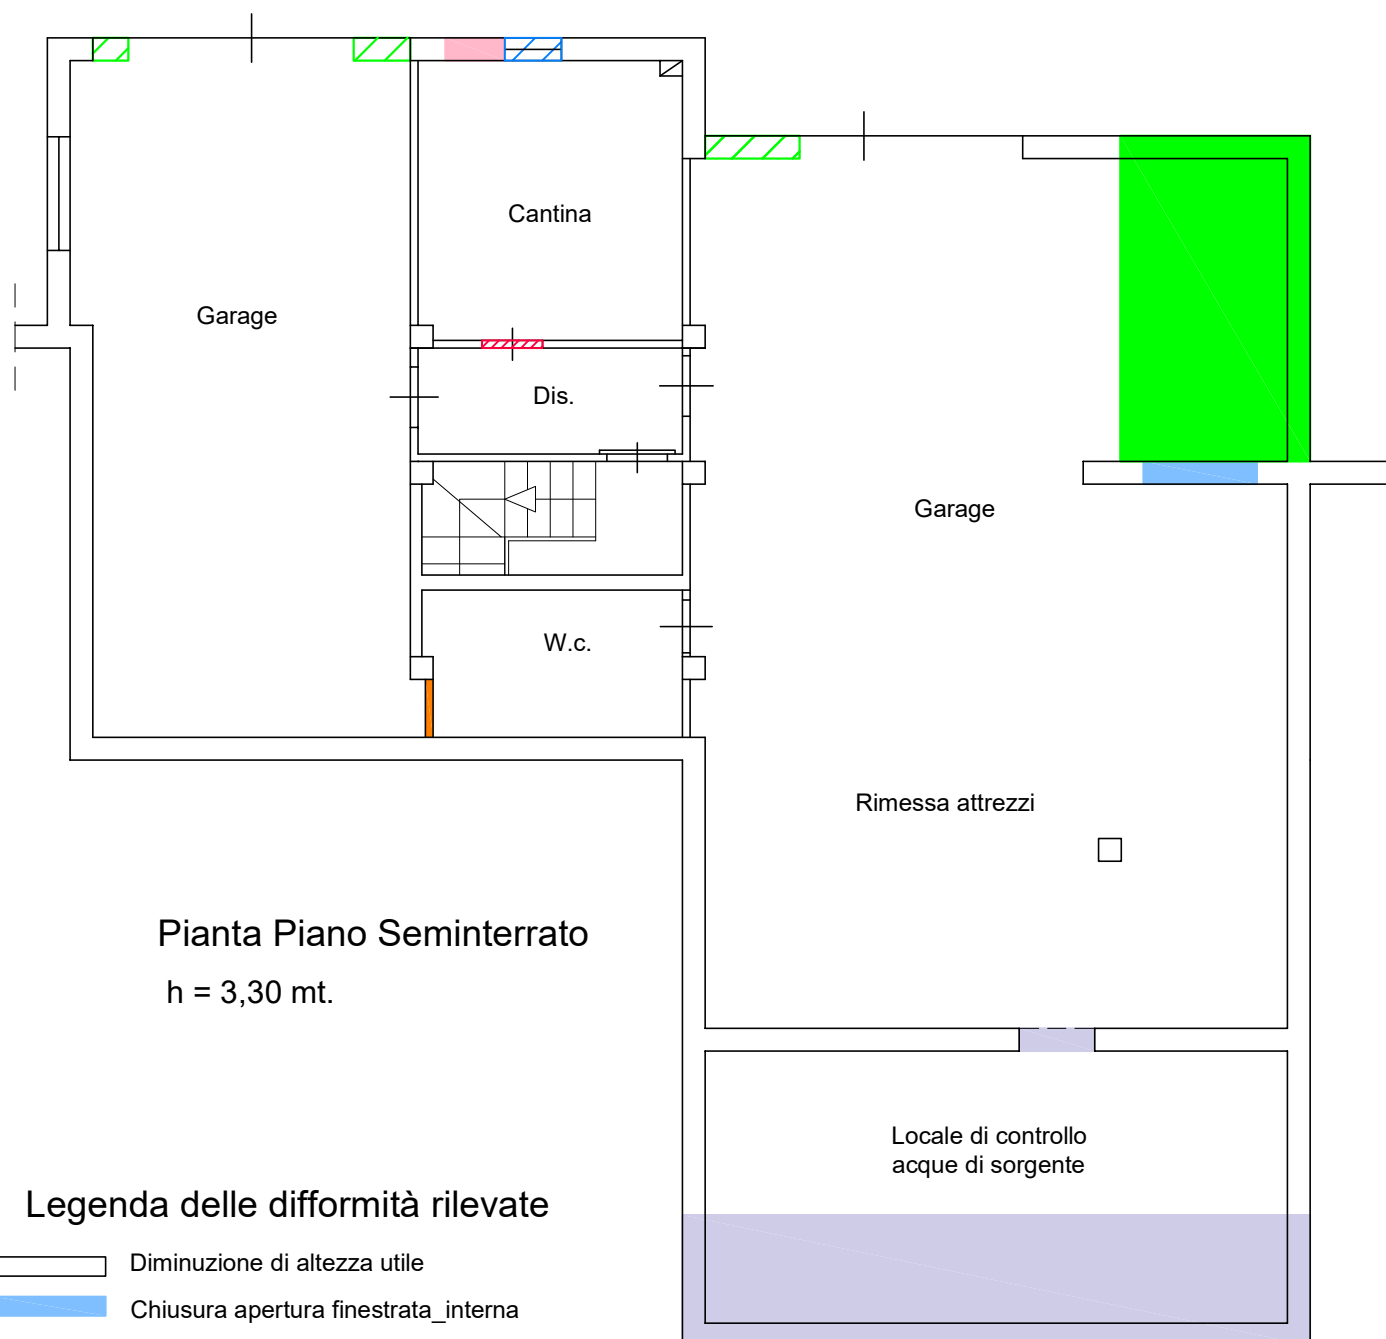 Cantina
Garage
Dis.
Garage
W.c.
Rimessa attrezzi
Pianta Piano Seminterrato
h = 3,30 mt.
Locale di controllo
acque di sorgente
Legenda delle difformità rilevate
Diminuzione di altezza utile
Chiusura apertura finestrata_interna